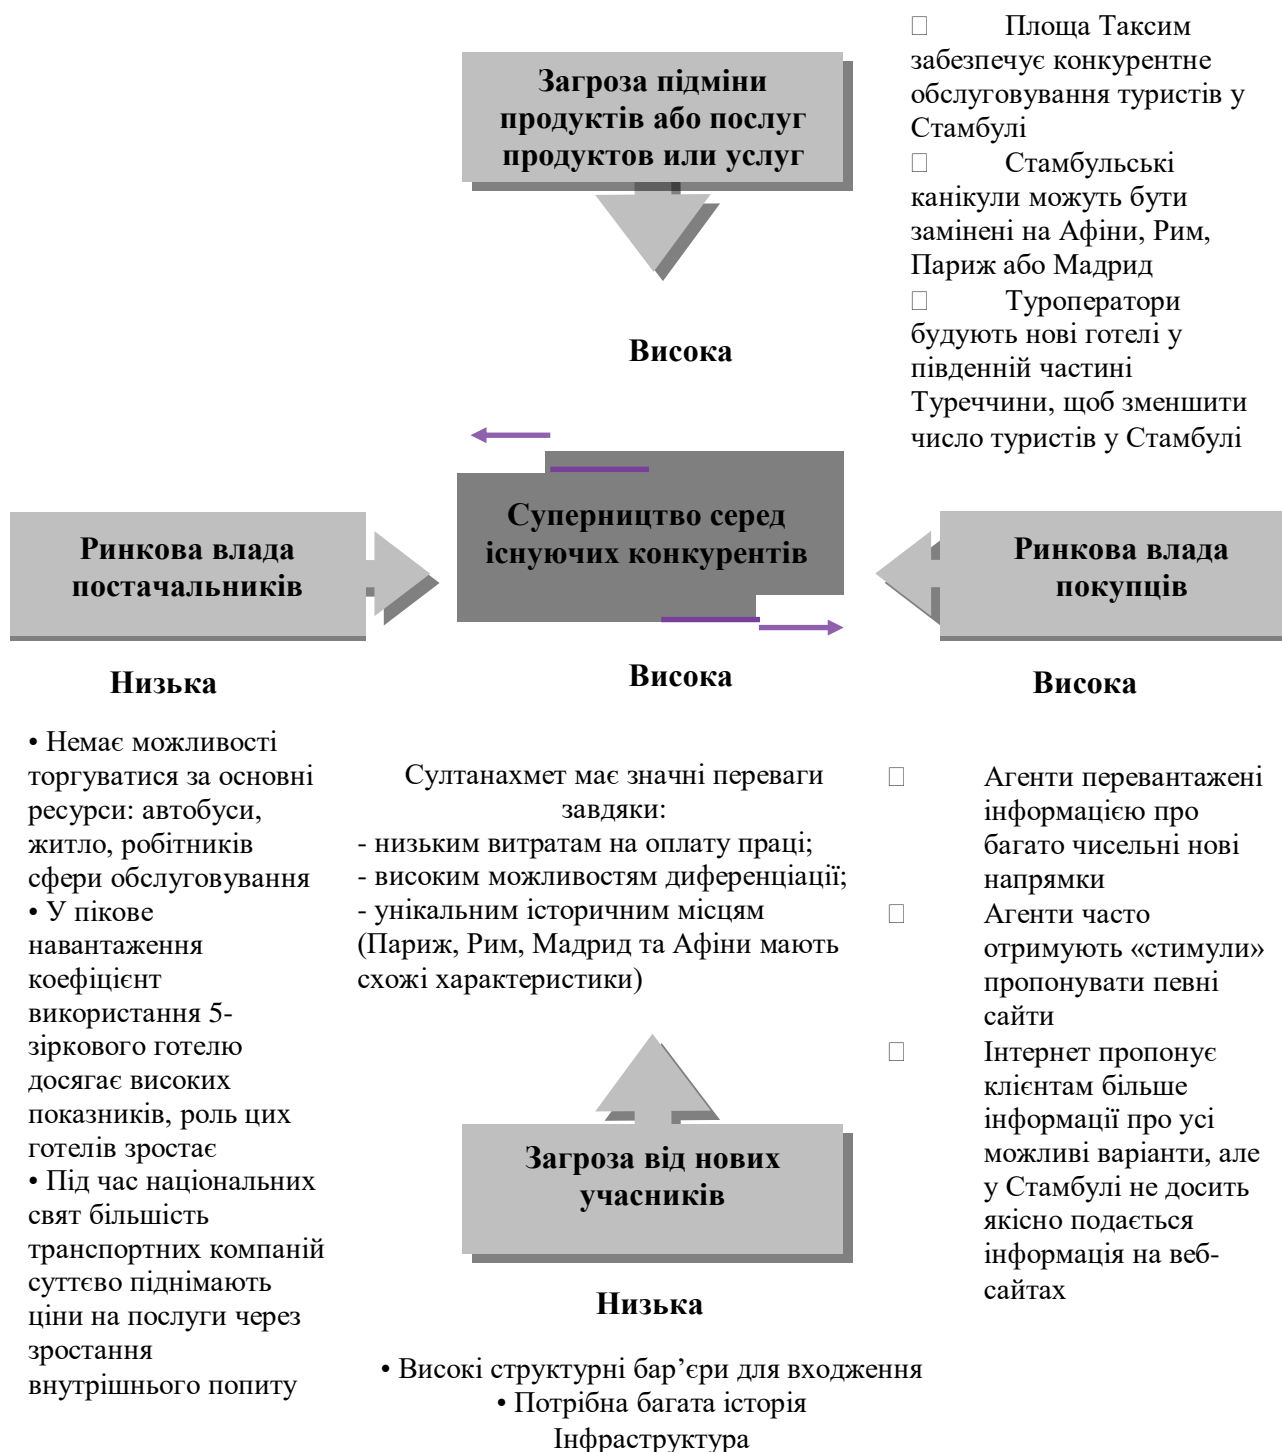 Загроза підміни
продуктів або послуг
продуктов или услуг
Висока
Площа Таксим
забезпечує конкурентне
обслуговування туристів у
Стамбулі
Стамбульські
канікули можуть бути
замінені на Афіни, Рим,
Париж або Мадрид
Туроператори
будують нові готелі у
південній частині
Туреччини, щоб зменшити
число туристів у Стамбулі
Ринкова влада
постачальників
Низька
• Немає можливості
торгуватися за основні
ресурси: автобуси,
житло, робітників
сфери обслуговування
• У пікове
навантаження
коефіцієнт
використання 5-
зіркового готелю
досягає високих
показників, роль цих
готелів зростає
• Під час національних
свят більшість
транспортних компаній
суттєво піднімають
ціни на послуги через
зростання
внутрішнього попиту
Суперництво серед
існуючих конкурентів
Висока
Султанахмет має значні переваги
завдяки:
- низьким витратам на оплату праці;
- високим можливостям диференціації;
- унікальним історичним місцям
(Париж, Рим, Мадрид та Афіни мають
схожі характеристики)
Ринкова влада
покупців
Висока
Агенти перевантажені
інформацією про
багато чисельні нові
напрямки
Агенти часто
отримують «стимули»
пропонувати певні
сайти
Інтернет пропонує
клієнтам більше
інформації про усі
можливі варіанти, але
у Стамбулі не досить
якісно подається
інформація на веб-
сайтах
Загроза від нових
учасників
Низька
• Високі структурні бар’єри для входження
• Потрібна багата історія
Інфраструктура